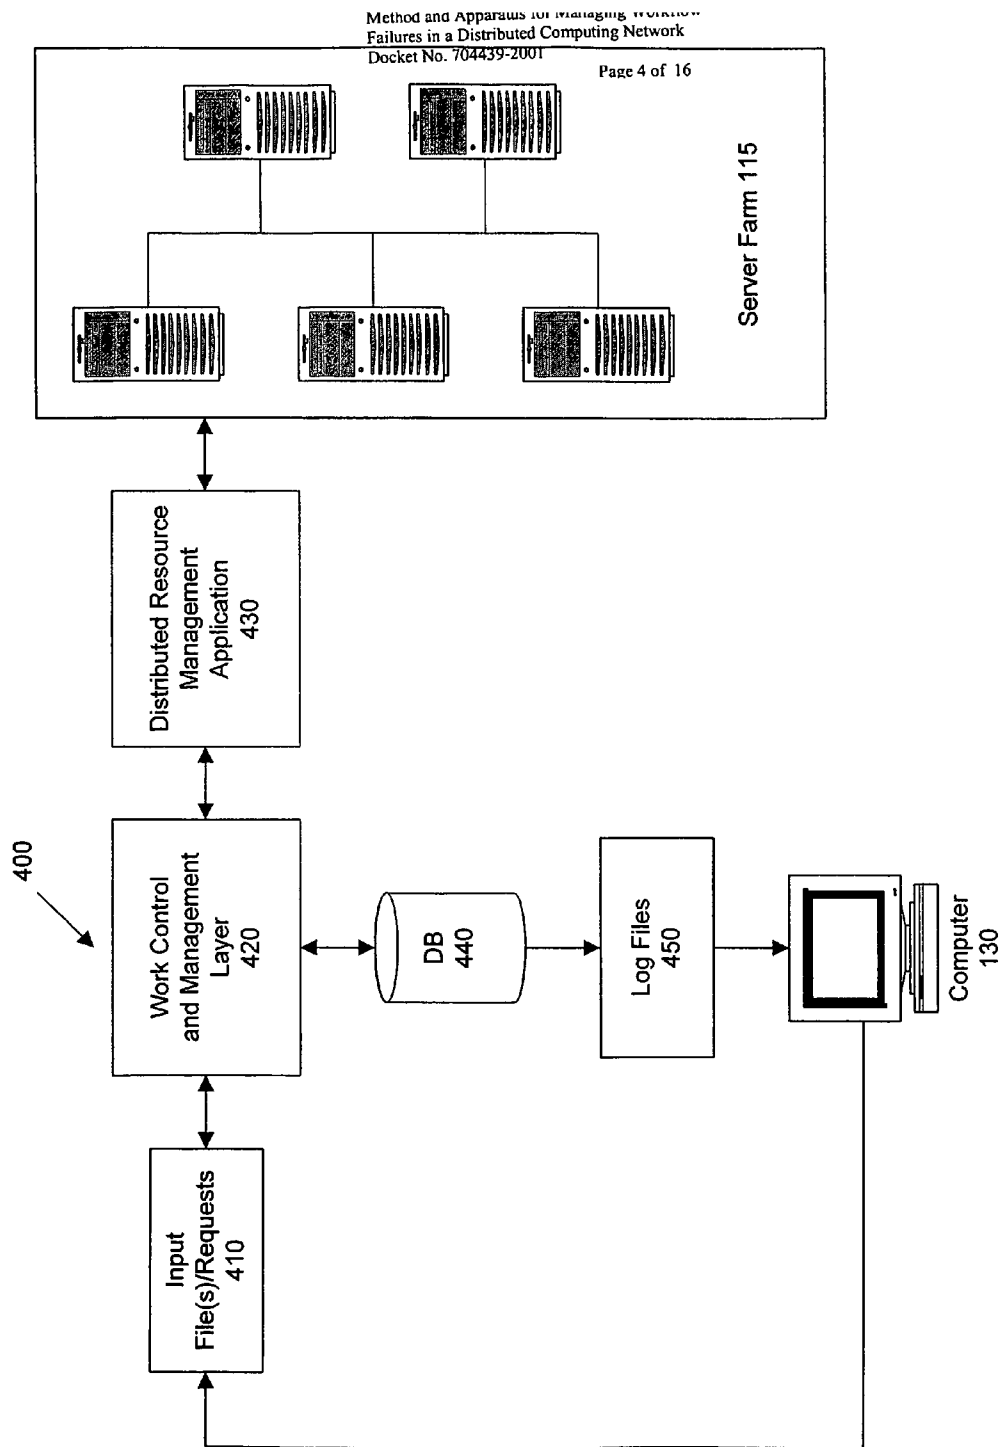 Method and Apparatus for Managing Workflow
Failures in a Distributed Computing Network
Docket No. 704439-2001
Page 4 of 16
400
Input
File(s)/Requests
410
Work Control
and Management
Layer
420
Distributed Resource
Management
Application
430
Server Farm 115
DB
440
Log Files
450
Computer
130